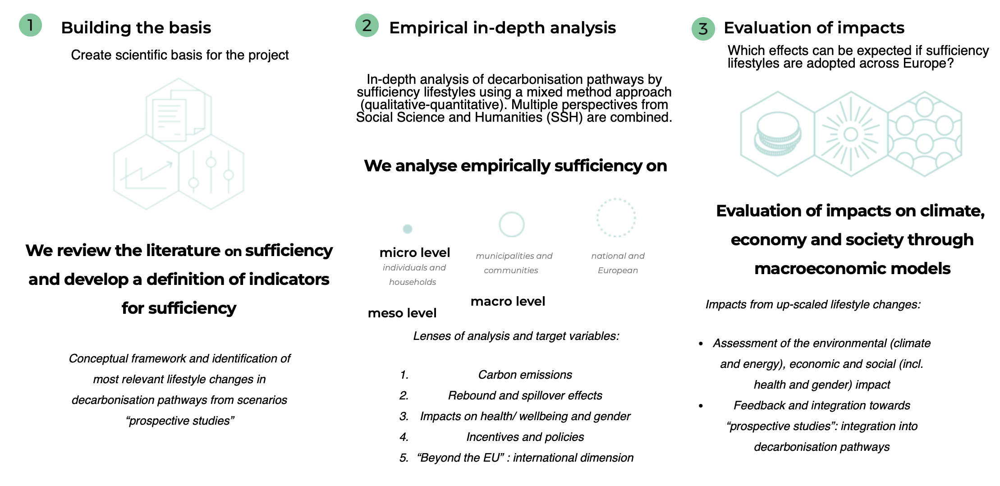 1
Building the basis
Create scientific basis for the project
We review the literature on sufficiency
and develop a definition of indicators
for sufficiency
Conceptual framework and identification of
most relevant lifestyle changes in
decarbonisation pathways from scenarios
“prospective studies”
2
Empirical in-depth analysis
In-depth analysis of decarbonisation pathways by
sufficiency lifestyles using a mixed method approach
(qualitative-quantitative). Multiple perspectives from
Social Science and Humanities (SSH) are combined.
We analyse empirically sufficiency on
micro level
individuals and
households
municipalities and
communities
national and
European
meso level
macro level
Lenses of analysis and target variables:
1. Carbon emissions
2. Rebound and spillover effects
3. Impacts on health/ wellbeing and gender
4. Incentives and policies
5. “Beyond the EU” : international dimension
3
Evaluation of impacts
Which effects can be expected if sufficiency
lifestyles are adopted across Europe?
Evaluation of impacts on climate,
economy and society through
macroeconomic models
Impacts from up-scaled lifestyle changes:
• Assessment of the environmental (climate
and energy), economic and social (incl.
health and gender) impact
• Feedback and integration towards
“prospective studies”: integration into
decarbonisation pathways